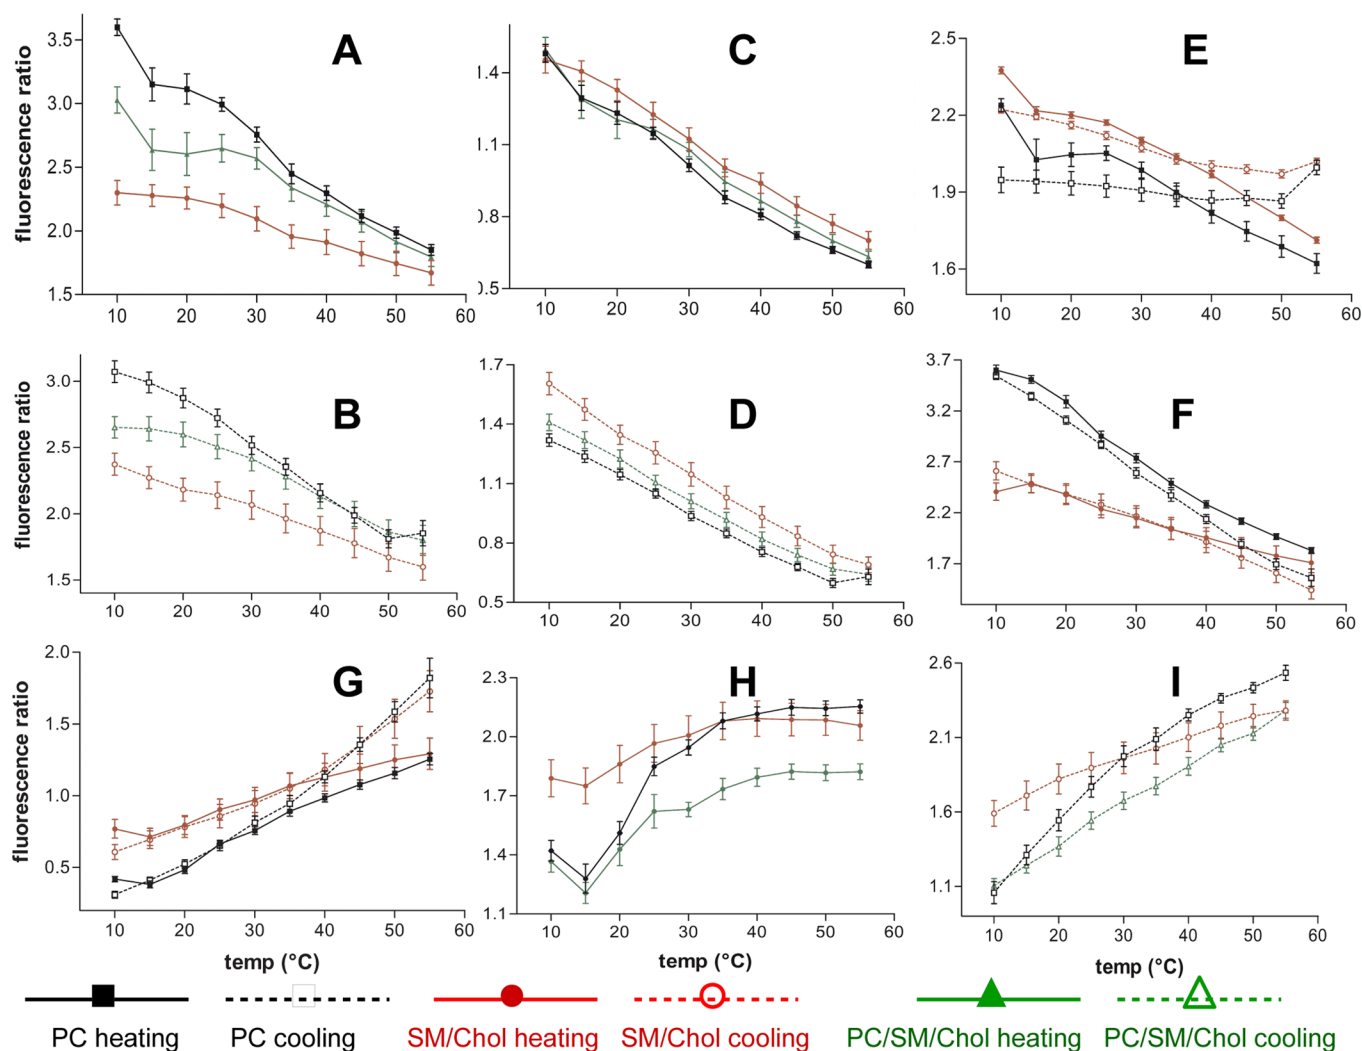 A
fluorescence ratio
3.5
3.0
2.5
2.0
1.5
10 20 30 40 50 60
C
1.4
1.1
0.8
0.5
10 20 30 40 50 60
E
2.5
2.2
1.9
1.6
10 20 30 40 50 60
B
fluorescence ratio
3.0
2.5
2.0
1.5
10 20 30 40 50 60
D
1.7
1.4
1.1
0.8
0.5
10 20 30 40 50 60
F
3.7
3.2
2.7
2.2
1.7
10 20 30 40 50 60
G
fluorescence ratio
2.0
1.5
1.0
0.5
10 20 30 40 50 60
temp (°C)
H
2.3
2.0
1.7
1.4
1.1
10 20 30 40 50 60
I
2.6
2.1
1.6
1.1
10 20 30 40 50 60
temp (°C)
PC heating
PC cooling
SM/Chol heating
SM/Chol cooling
PC/SM/Chol heating
PC/SM/Chol cooling